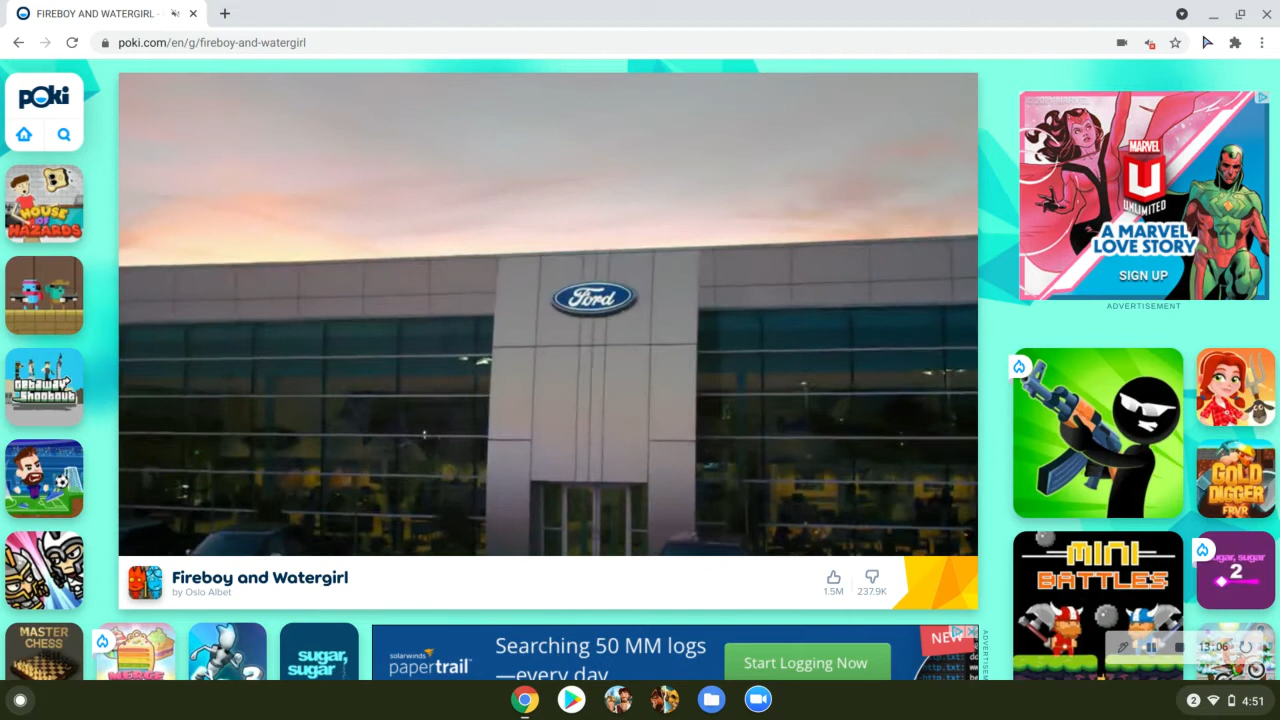 FIREBOY AND WATERGIRL -
poki.com/en/g/fireboy-and-watergirl
poki
HOUSE
OF
HAZARDS
GETAWAY
SHOOTOUT
MASTER
CHESS
MERGE
sugar,
sugar
Ford
Fireboy and Watergirl
by Oslo Albet
1.5M
237.9K
solarwinds
papertrail
Searching 50 MM logs
—every day
Start Logging Now
NEW
MARVEL
U
UNLIMITED
A MARVEL
LOVE STORY
SIGN UP
ADVERTISEMENT
GOLD
DIGGER
FRVR
MINI
BATTLES
sugar, sugar
2
13:06
2
4:51